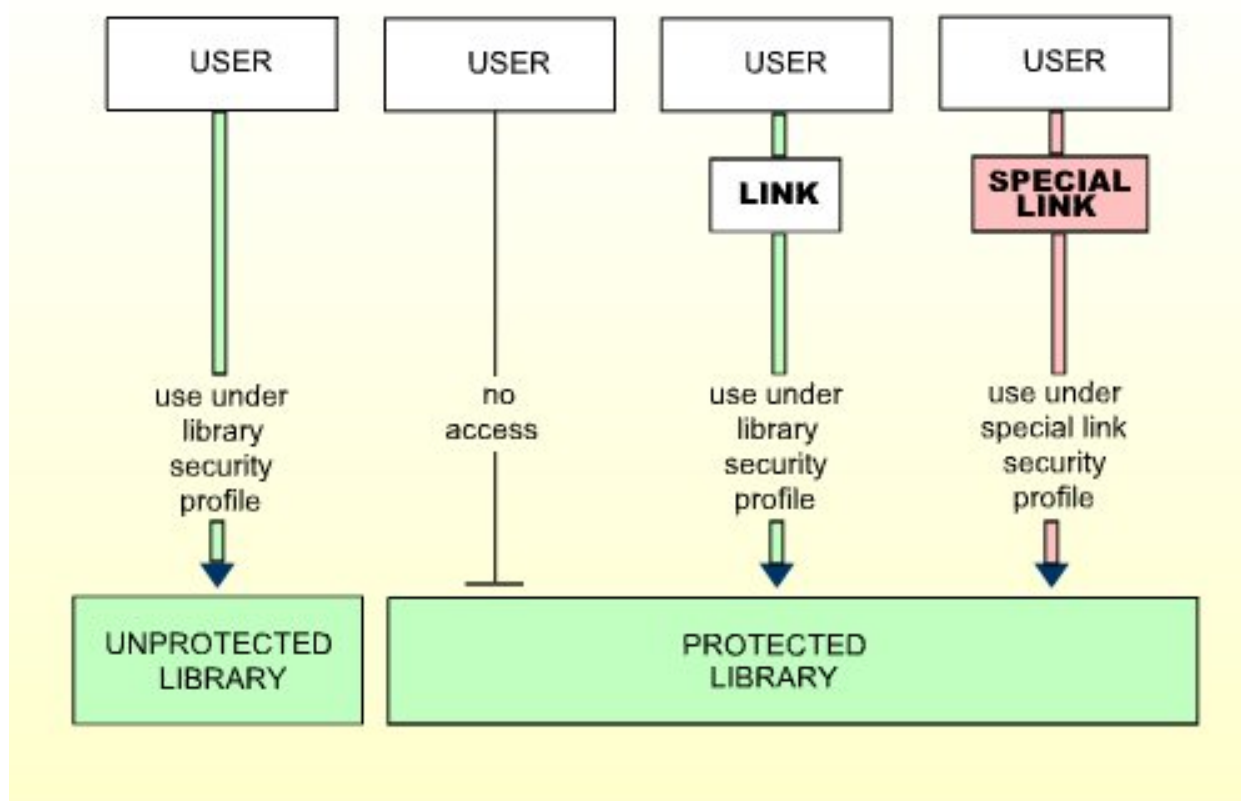 USER
USER
USER
USER
LINK
SPECIAL
LINK
use under
library
security
profile
no
access
use under
library
security
profile
use under
special link
security
profile
UNPROTECTED
LIBRARY
PROTECTED
LIBRARY